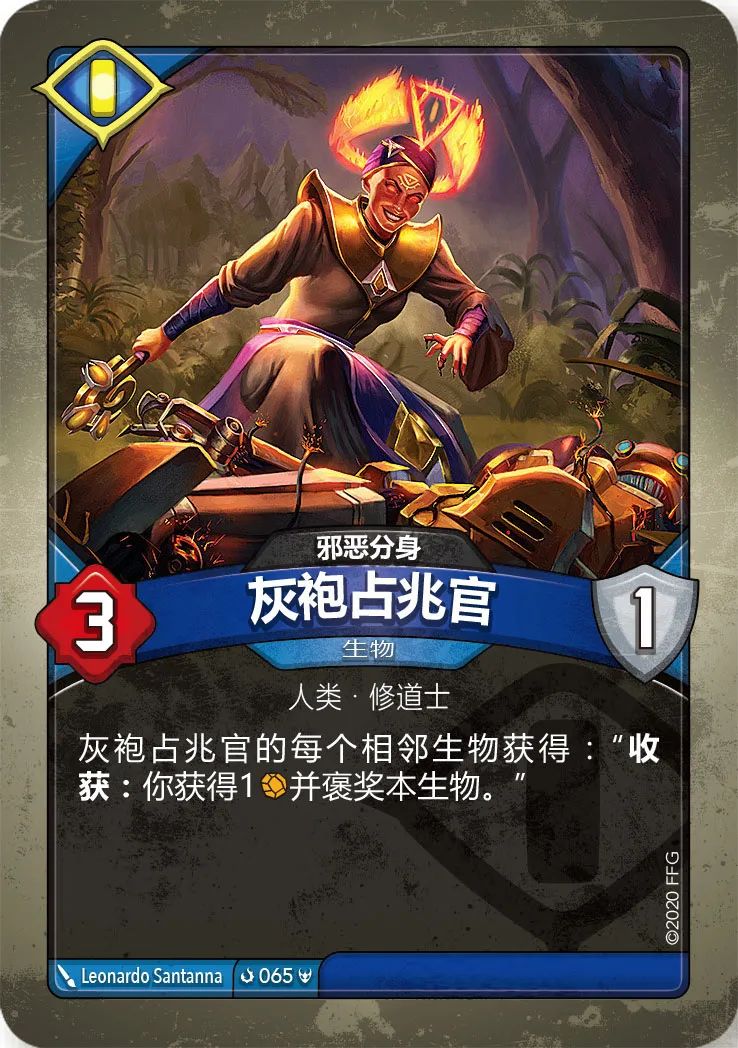 邪恶分身
灰袍占兆官
3
1
生物
人类 · 修道士
灰袍占兆官的每个相邻生物获得：“收
获：你获得1 并褒奖本生物。”
©2020 FFG
Leonardo Santanna
065